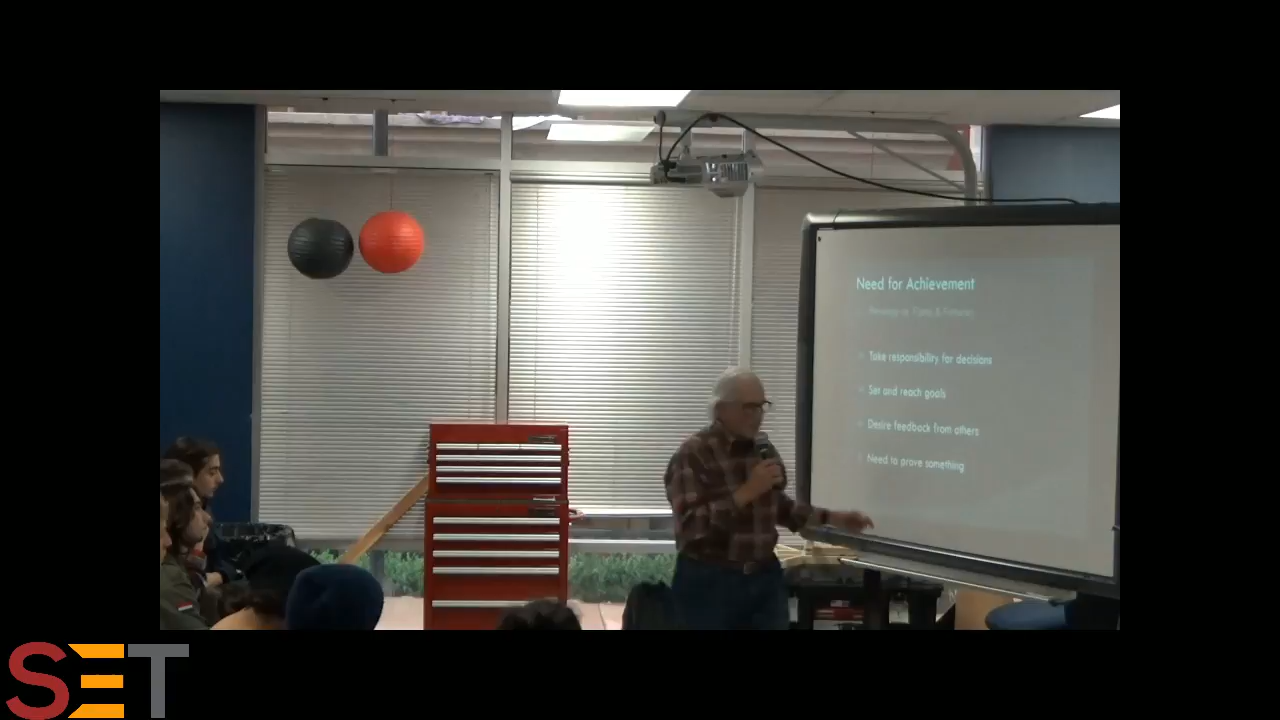 Need for Achievement
Take responsibility for decisions
Set and reach goals
Desire feedback from others
Need to prove something
SET